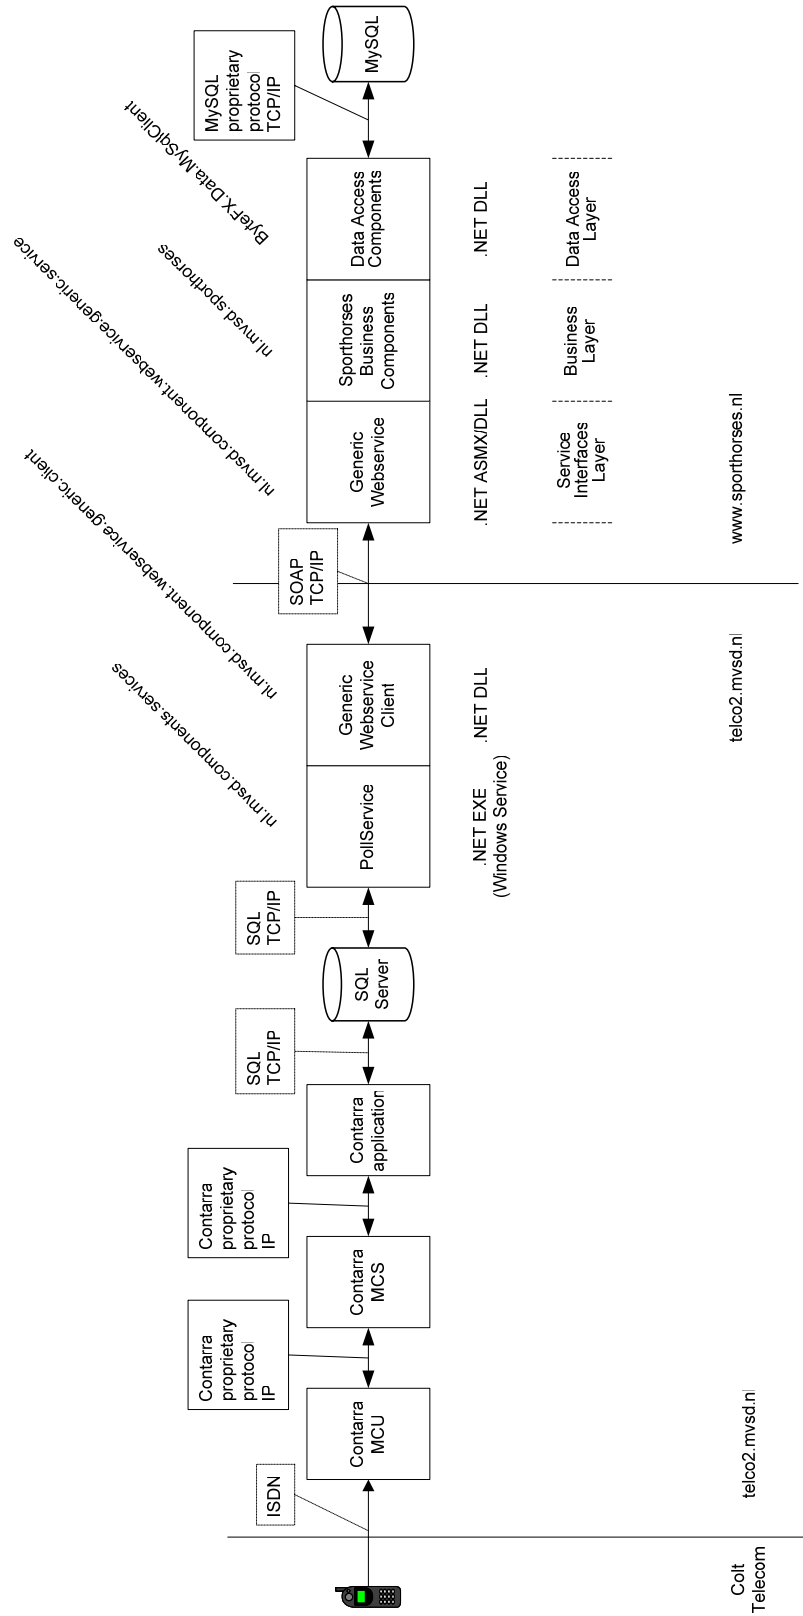 ISDN
Contarra
proprietary
protocol
IP
Contarra
proprietary
protocol
IP
SQL
TCP/IP
SQL
TCP/IP
SOAP
TCP/IP
MySQL
proprietary
protocol
TCP/IP
nl.mvsd.components.services
nl.mvsd.component.webservice.generic.client
nl.mvsd.component.webservice.generic.service
nl.mvsd.sporthorses
ByteFX.Data.MySqlClient
Contarra
MCU
Contarra
MCS
Contarra
application
SQL
Server
PollService
Generic
Webservice
Client
Generic
Webservice
Sporthorses
Business
Components
Data Access
Components
MySQL
.NET EXE
(Windows Service)
.NET DLL
.NET ASMX/DLL
.NET DLL
.NET DLL
Service
Interfaces
Layer
Business
Layer
Data Access
Layer
Colt
Telecom
telco2.mvsd.nl
telco2.mvsd.nl
www.sporthorses.nl